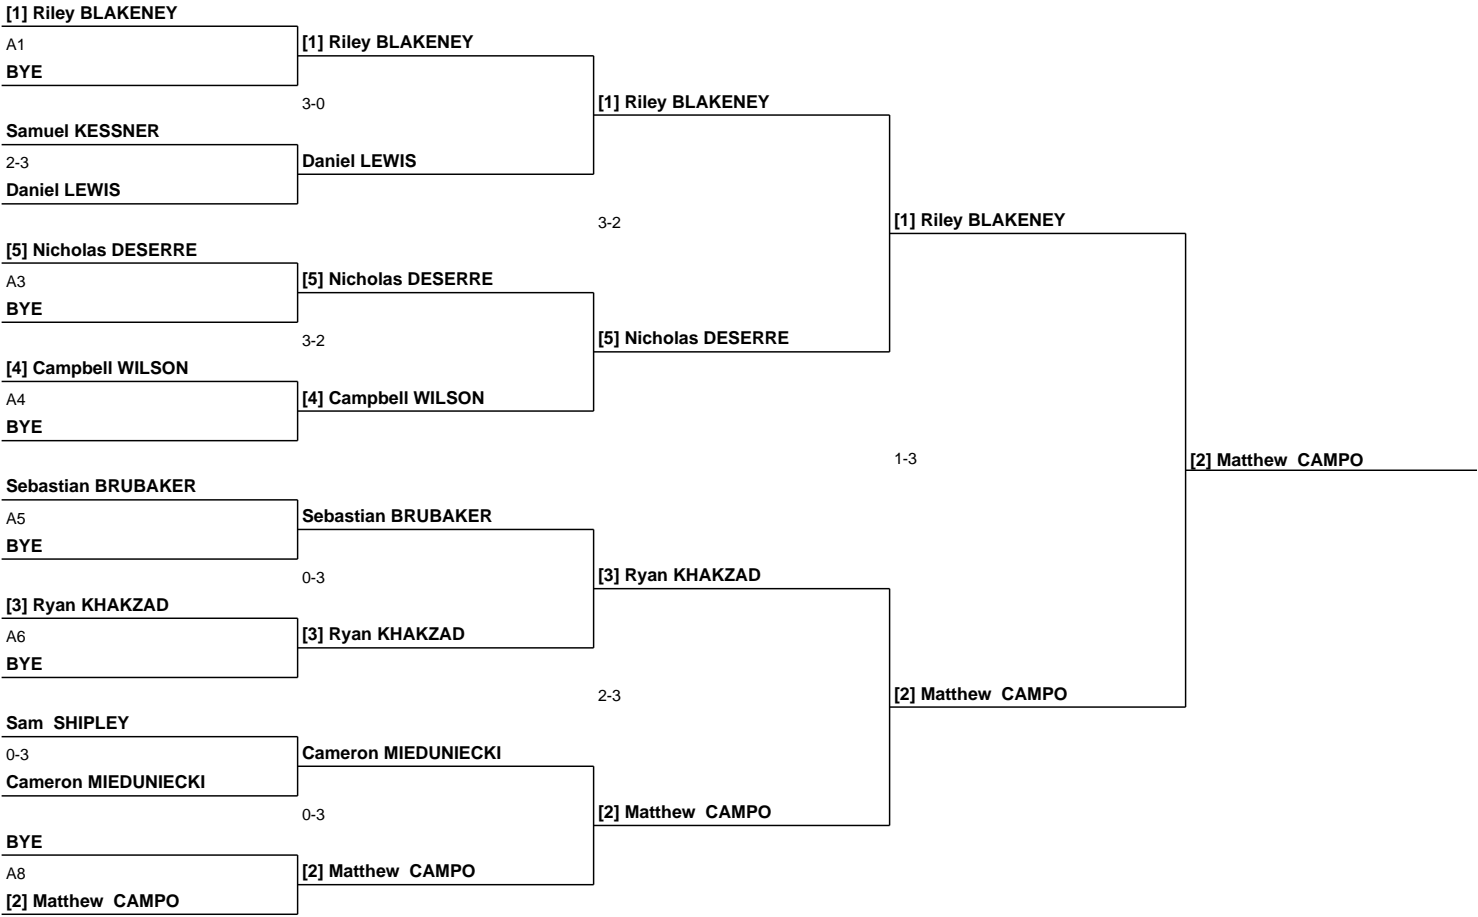 [1] Riley BLAKENEY
A1
BYE
Samuel KESSNER
2-3
Daniel LEWIS
[5] Nicholas DESERRE
A3
BYE
[4] Campbell WILSON
A4
BYE
Sebastian BRUBAKER
A5
BYE
[3] Ryan KHAKZAD
A6
BYE
Sam SHIPLEY
0-3
Cameron MIEDUNIECKI
BYE
A8
[2] Matthew CAMPO
[1] Riley BLAKENEY
3-0
Daniel LEWIS
[5] Nicholas DESERRE
3-2
[4] Campbell WILSON
Sebastian BRUBAKER
0-3
[3] Ryan KHAKZAD
Cameron MIEDUNIECKI
0-3
[2] Matthew CAMPO
[1] Riley BLAKENEY
3-2
[5] Nicholas DESERRE
[3] Ryan KHAKZAD
2-3
[2] Matthew CAMPO
[1] Riley BLAKENEY
1-3
[2] Matthew CAMPO
[2] Matthew CAMPO